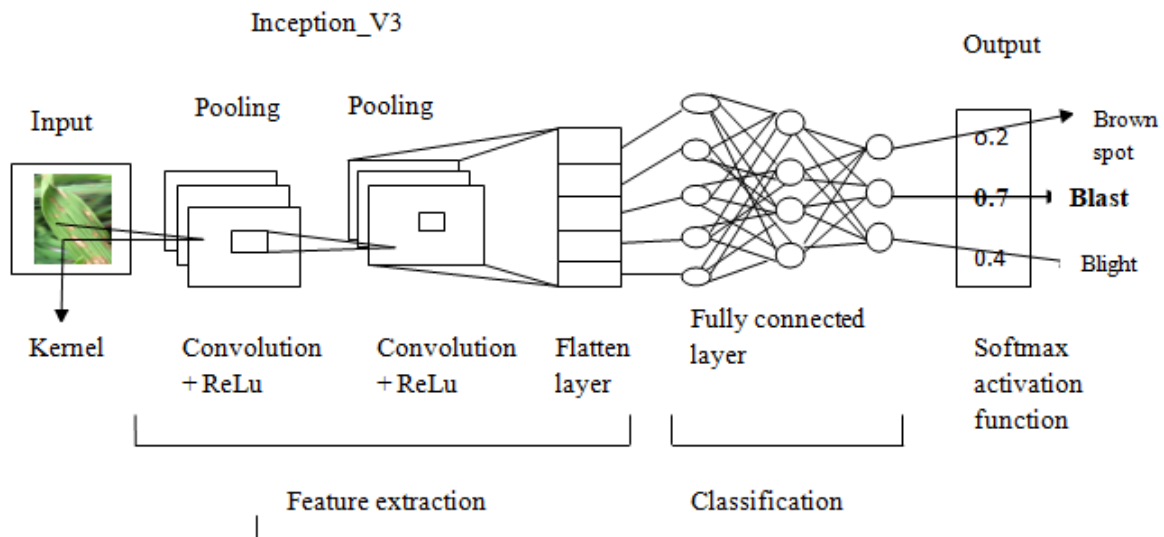 Inception_V3
Output
Pooling
Pooling
Input
Brown
spot
0.2
0.7
Blast
0.4
Blight
Kernel
Convolution
+ ReLu
Convolution
+ ReLu
Flatten
layer
Fully connected
layer
Softmax
activation
function
Feature extraction
Classification